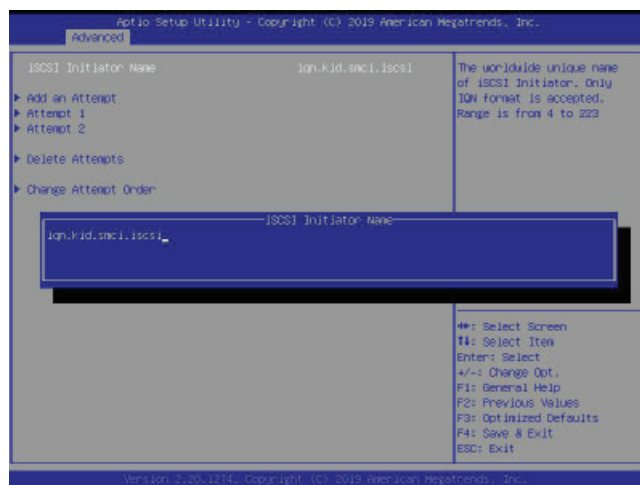 Aptio Setup Utility - Copyright (C) 2019 American Megatrends, Inc.
Advanced
iSCSI Initiator Name iqn.kid.smci.iscsi
Add an Attempt
Attempt 1
Attempt 2
Delete Attempts
Change Attempt Order
The worldwide unique name
of iSCSI Initiator. Only
IQN format is accepted.
Range is from 4 to 223
iSCSI Initiator Name
iqn.kid.smci.iscsi_
: Select Screen
: Select Item
Enter: Select
+/-: Change Opt.
F1: General Help
F2: Previous Values
F3: Optimized Defaults
F4: Save & Exit
ESC: Exit
Version 2.20.1274. Copyright (C) 2019 American Megatrends, Inc.